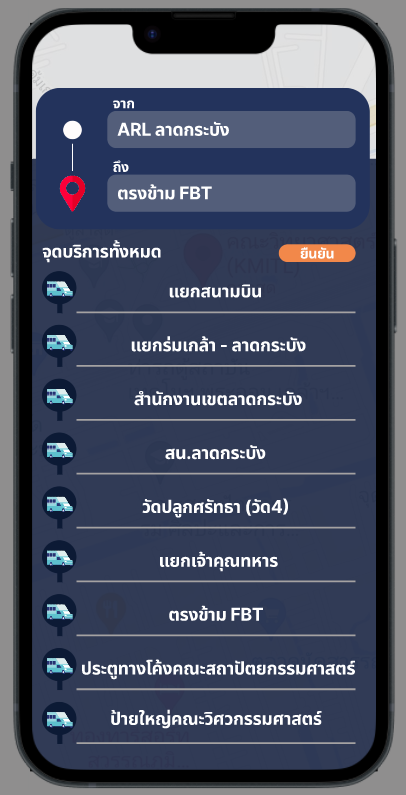 จาก
ARL ลาดกระบัง
ถึง
ตรงข้าม FBT
จุดบริการทั้งหมด
ยืนยัน
แยกสนามบิน
แยกร่มเกล้า - ลาดกระบัง
สำนักงานเขตลาดกระบัง
สน.ลาดกระบัง
วัดปลูกศรัทธา (วัด4)
แยกเจ้าคุณทหาร
ตรงข้าม FBT
ประตูทางโค้งคณะสถาปัตยกรรมศาสตร์
ป้ายใหญ่คณะวิศวกรรมศาสตร์